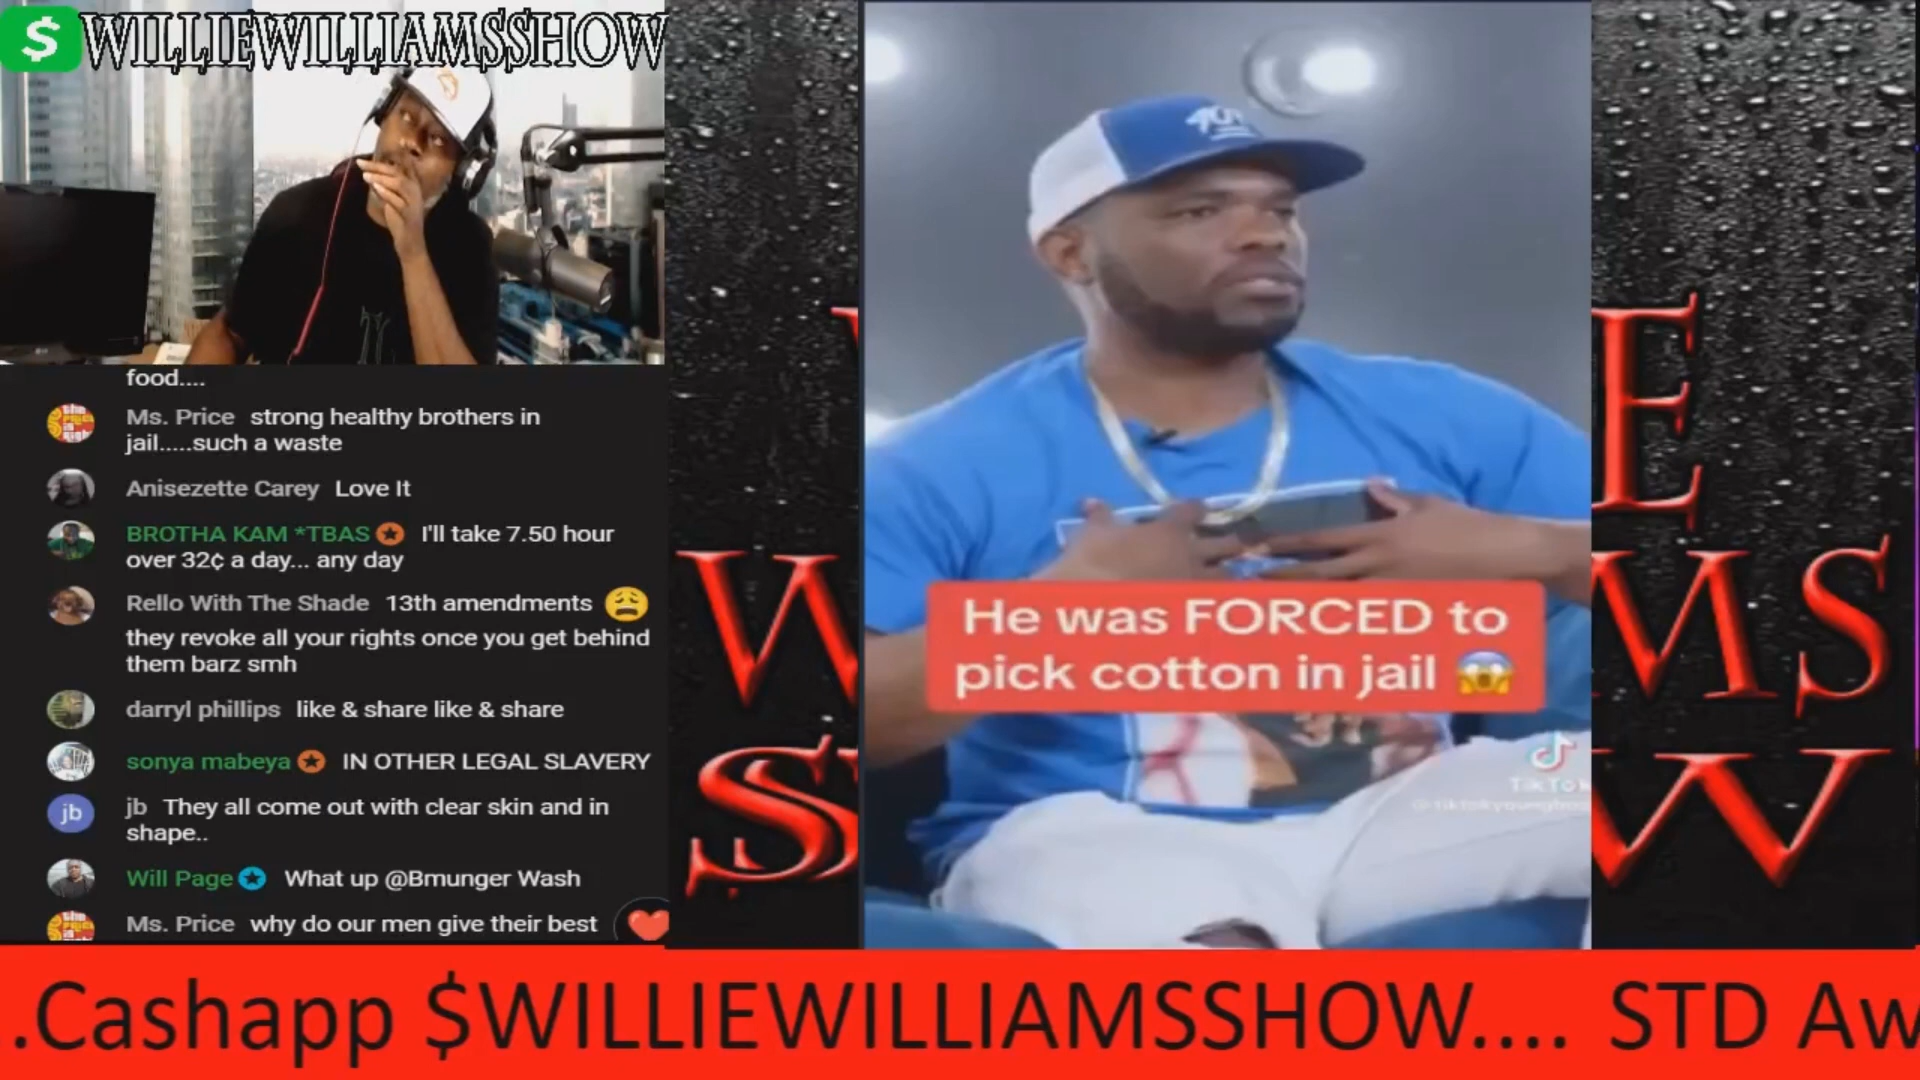 $ WILLIEWILLIAMSSHOW
food....
Ms. Price strong healthy brothers in
jail.....such a waste
Anisezette Carey Love It
BROTHA KAM *TBAS I'll take 7.50 hour
over 32¢ a day... any day
Rello With The Shade 13th amendments 😩
they revoke all your rights once you get behind
them barz smh
darryl phillips like & share like & share
sonya mabeya IN OTHER LEGAL SLAVERY
jb jb They all come out with clear skin and in
shape..
Will Page What up @Bmunger Wash
Ms. Price why do our men give their best
He was FORCED to
pick cotton in jail 😱
TikTok
E
W MS
S W
.Cashapp $WILLIEWILLIAMSSHOW.... STD Aw